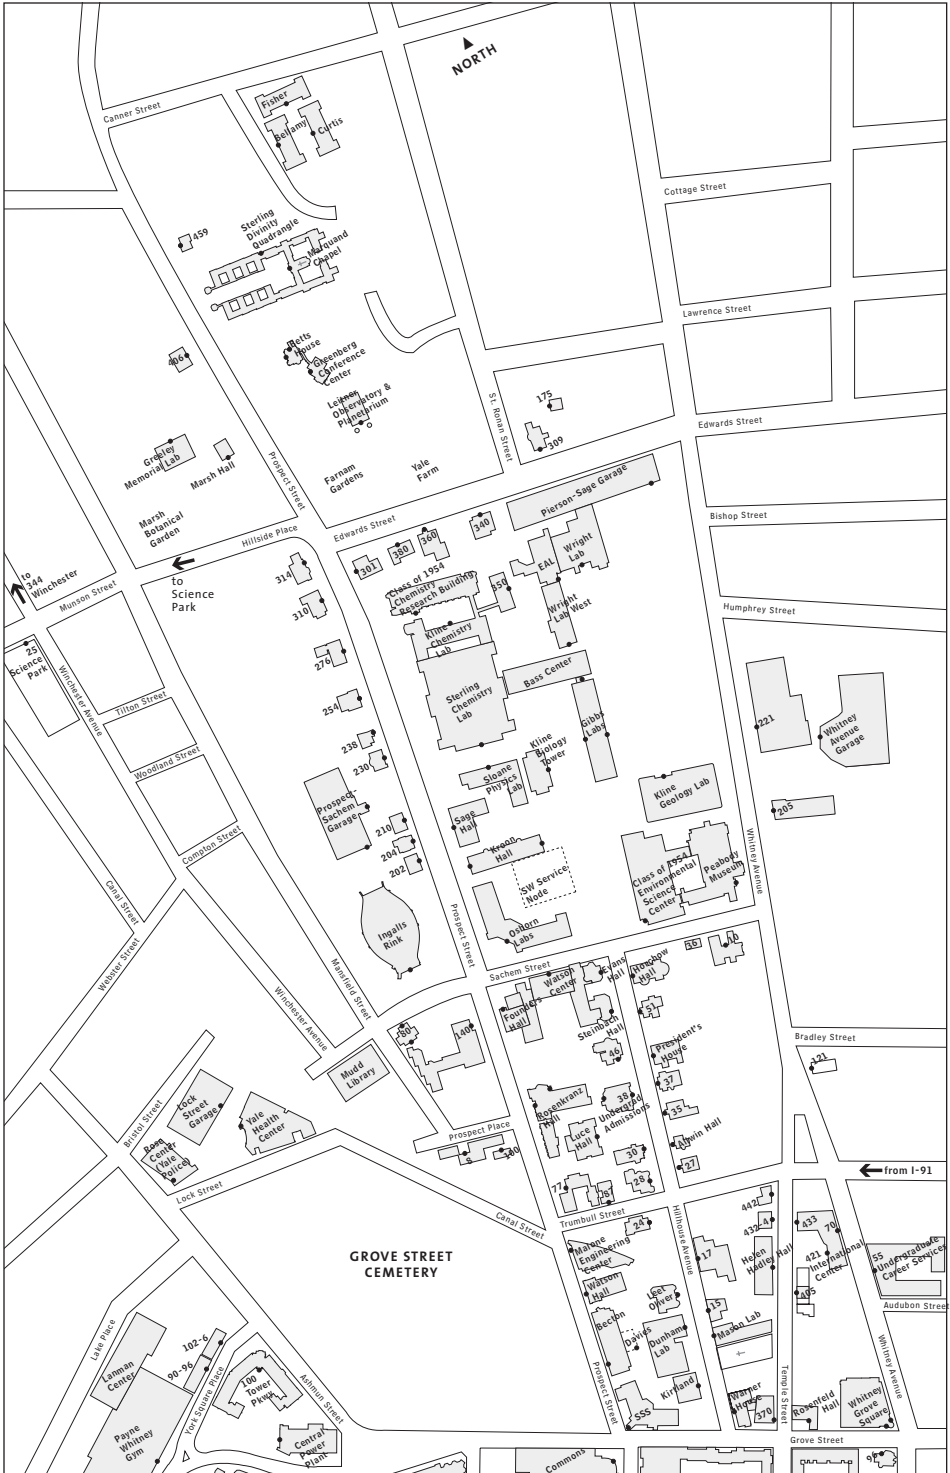 NORTH
Canner Street
Fisher
Bellamy
Curtis
Cottage Street
459
Sterling
Divinity
Quadrangle
Marquand
Chapel
Lawrence Street
406
Betts
House
Greenberg
Conference
Center
Leitner
Observatory &
Planetarium
175
309
St. Ronan Street
Edwards Street
Greeley
Memorial Lab
Marsh Hall
Prospect Street
Farnam
Gardens
Yale
Farm
Marsh
Botanical
Garden
Pierson-Sage Garage
Bishop Street
Hillside Place
Edwards Street
340
360
380
301
to
Science
Park
to
344
Winchester
Munson Street
314
310
Class of 1954
Chemistry
Research Building
350
EAL
Wright
Lab
Wright
Lab West
Humphrey Street
25
Science
Park
Kline
Chemistry
Lab
276
Bass Center
Winchester Avenue
Tilton Street
254
Sterling
Chemistry
Lab
Gibbs
Labs
221
Whitney
Avenue
Garage
238
230
Woodland Street
Kline
Biology
Tower
Sloane
Physics
Lab
Kline
Geology Lab
205
Prospect-
Sachem
Garage
210
204
202
Sage
Hall
Kroon
Hall
SW Service
Node
Compton Street
Class of 1954
Environmental
Science
Center
Peabody
Museum
Whitney Avenue
Canal Street
Ingalls
Rink
Prospect Street
Osborn
Labs
Webster Street
Mansfield Street
Sachem Street
36
10
Winchester Avenue
Watson
Center
Evans
Hall
Horchow
Hall
Founders
Hall
Steinbach
Hall
51
80
140
46
President's
House
Bradley Street
121
Mudd
Library
37
Lock
Street
Garage
Yale
Health
Center
Bristol Street
Rosenkranz
Hall
38
Undergrad
Admissions
35
Prospect Place
Luce
Hall
Allwin Hall
Rose
Center
(Yale
Police)
8
100
30
27
from I-91
Lock Street
77
87
28
Canal Street
Trumbull Street
Hillhouse Avenue
442
432-4
433
70
24
GROVE STREET
CEMETERY
Malone
Engineering
Center
17
Helen
Hadley Hall
421
International
Center
55
Undergraduate
Career Services
Watson
Hall
Leet
Oliver
15
405
Audubon Street
Becton
Davies
Dunham
Lab
Mason Lab
Lake Place
102-6
90-96
Lanman
Center
York Square Place
100
Tower
Pkwy
Ashmun Street
Prospect Street
Kirtland
SSS
Warner
House
370
Temple Street
Rosenfeld
Hall
Whitney
Grove
Square
Whitney Avenue
Payne
Whitney
Gym
Central
Power
Plant
Grove Street
Commons